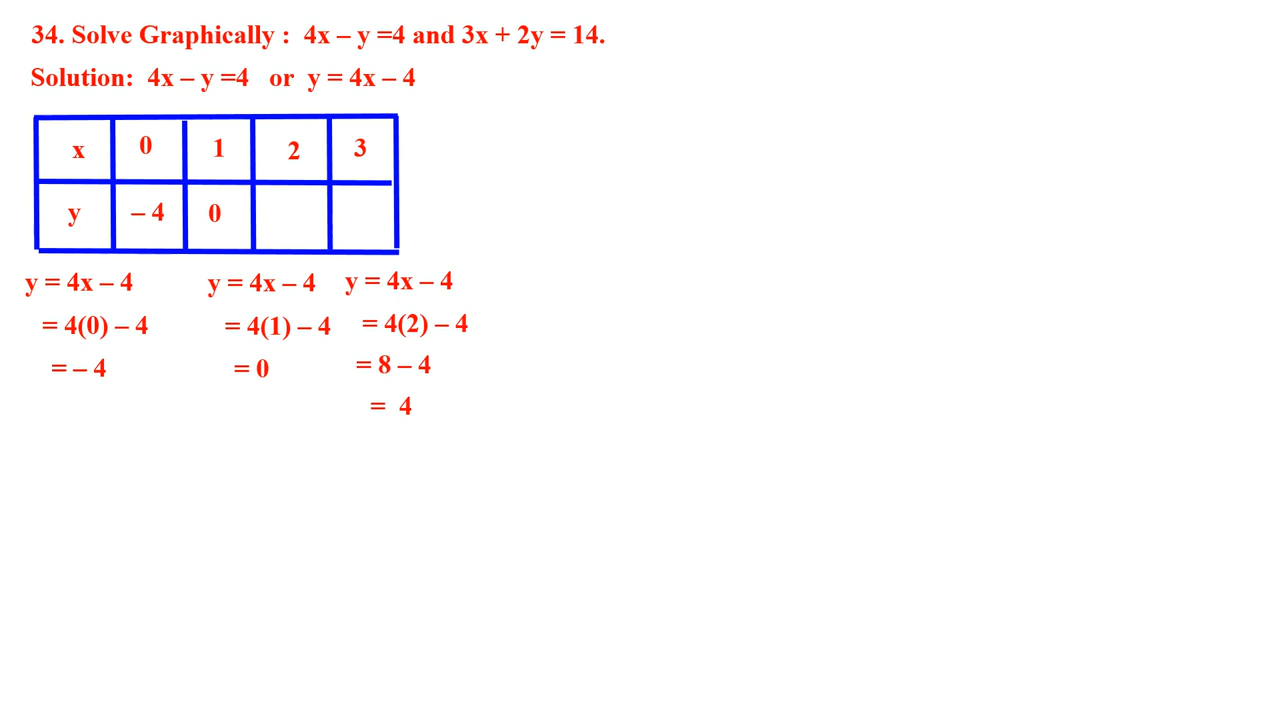 34. Solve Graphically :  4x – y =4 and 3x + 2y = 14.
Solution:  4x – y =4   or  y = 4x – 4
x 0 1 2 3
y – 4 0
y = 4x – 4
= 4(0) – 4
= – 4
y = 4x – 4
= 4(1) – 4
= 0
y = 4x – 4
= 4(2) – 4
= 8 – 4
=  4